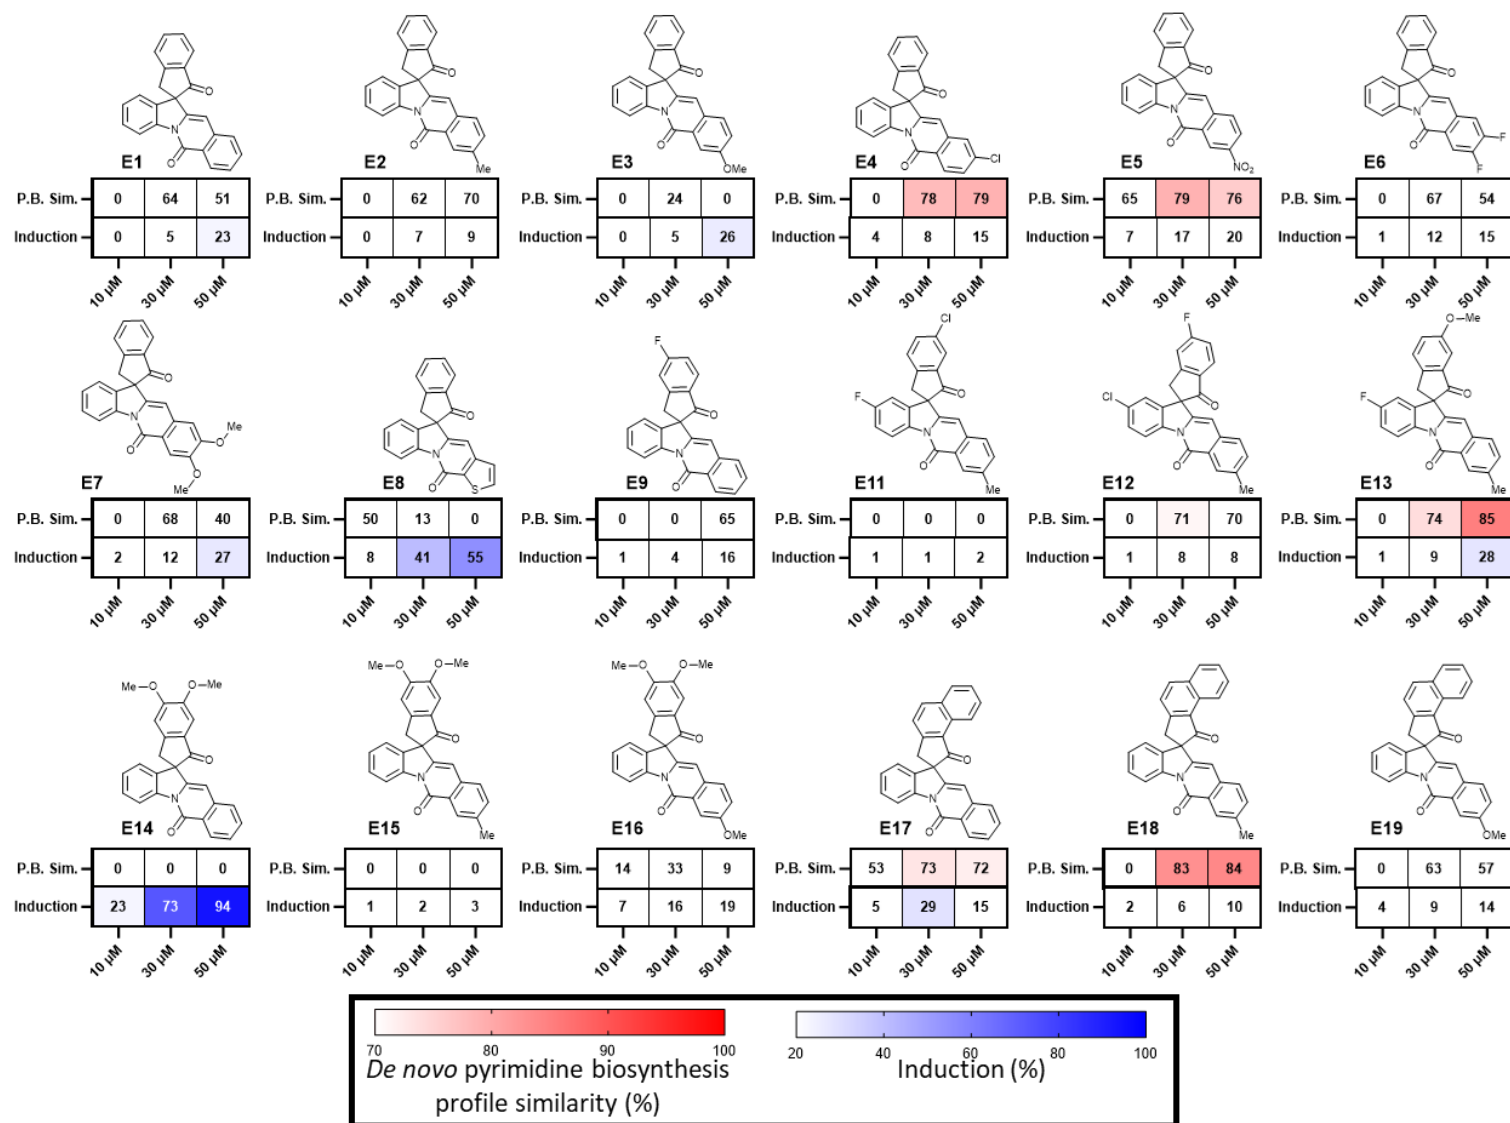 O
O
N
O
E1
P.B. Sim. 0 64 51
Induction 0 5 23
10 µM 30 µM 50 µM
O
N
O
Me
E2
P.B. Sim. 0 62 70
Induction 0 7 9
10 µM 30 µM 50 µM
O
N
O
OMe
E3
P.B. Sim. 0 24 0
Induction 0 5 26
10 µM 30 µM 50 µM
O
N
O
Cl
E4
P.B. Sim. 0 78 79
Induction 4 8 15
10 µM 30 µM 50 µM
O
N
O
NO₂
E5
P.B. Sim. 65 79 76
Induction 7 17 20
10 µM 30 µM 50 µM
O
N
O
F
F
E6
P.B. Sim. 0 67 54
Induction 1 12 15
10 µM 30 µM 50 µM
O
N
O
O Me
O
Me
E7
P.B. Sim. 0 68 40
Induction 2 12 27
10 µM 30 µM 50 µM
O
N
O
S
E8
P.B. Sim. 50 13 0
Induction 8 41 55
10 µM 30 µM 50 µM
F
O
N
O
E9
P.B. Sim. 0 0 65
Induction 1 4 16
10 µM 30 µM 50 µM
Cl
O
F
N
O
Me
E11
P.B. Sim. 0 0 0
Induction 1 1 2
10 µM 30 µM 50 µM
F
Cl
O
N
O
Me
E12
P.B. Sim. 0 71 70
Induction 1 8 8
10 µM 30 µM 50 µM
O–Me
O
F
N
O
Me
E13
P.B. Sim. 0 74 85
Induction 1 9 28
10 µM 30 µM 50 µM
Me–O O–Me
O
N
O
E14
P.B. Sim. 0 0 0
Induction 23 73 94
10 µM 30 µM 50 µM
Me–O O–Me
O
N
O
Me
E15
P.B. Sim. 0 0 0
Induction 1 2 3
10 µM 30 µM 50 µM
Me–O O–Me
O
N
O
OMe
E16
P.B. Sim. 14 33 9
Induction 7 16 19
10 µM 30 µM 50 µM
O
N
O
E17
P.B. Sim. 53 73 72
Induction 5 29 15
10 µM 30 µM 50 µM
O
N
O
Me
E18
P.B. Sim. 0 83 84
Induction 2 6 10
10 µM 30 µM 50 µM
O
N
O
OMe
E19
P.B. Sim. 0 63 57
Induction 4 9 14
10 µM 30 µM 50 µM
70 80 90 100
De novo pyrimidine biosynthesis
profile similarity (%)
20 40 60 80 100
Induction (%)